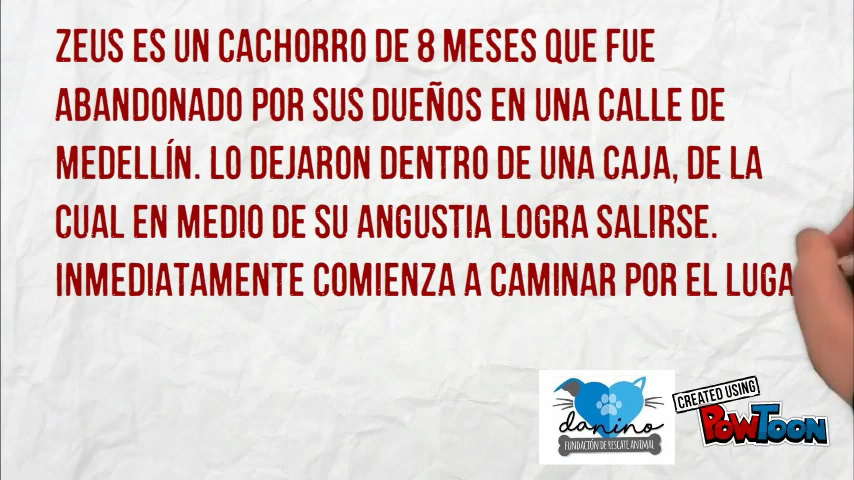 ZEUS ES UN CACHORRO DE 8 MESES QUE FUE
ABANDONADO POR SUS DUEÑOS EN UNA CALLE DE
MEDELLÍN. LO DEJARON DENTRO DE UNA CAJA, DE LA
CUAL EN MEDIO DE SU ANGUSTIA LOGRA SALIRSE.
INMEDIATAMENTE COMIENZA A CAMINAR POR EL LUGA
danino
FUNDACIÓN DE RESCATE ANIMAL
CREATED USING
POWTOON